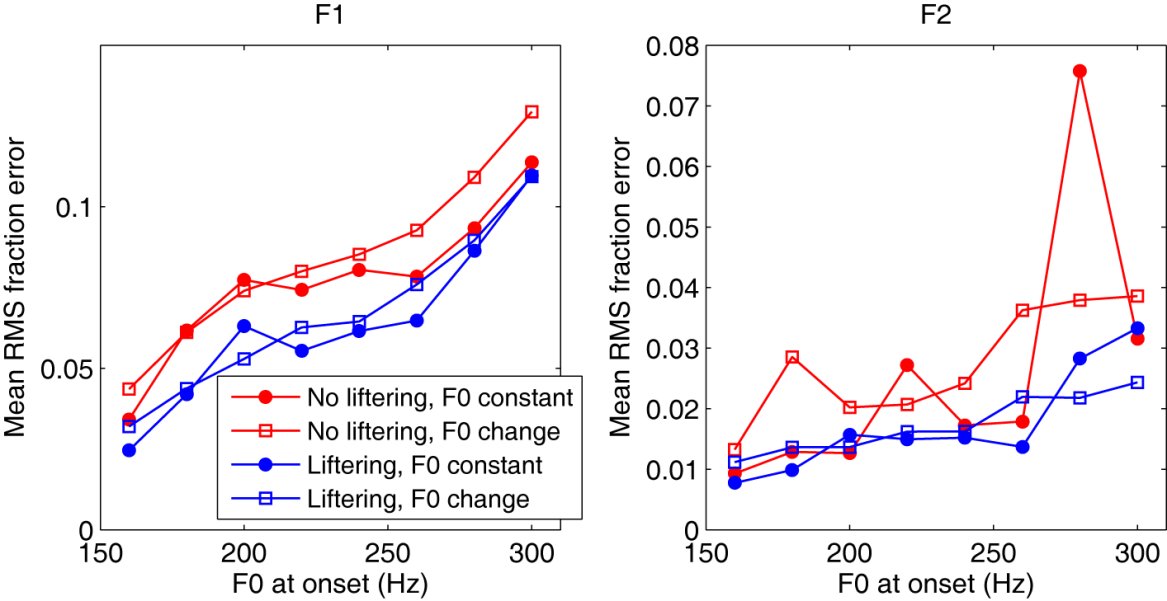 F1
Mean RMS fraction error
0.1
0.05
0
150
200
250
300
F0 at onset (Hz)
No liftering, F0 constant
No liftering, F0 change
Liftering, F0 constant
Liftering, F0 change
F2
Mean RMS fraction error
0.08
0.07
0.06
0.05
0.04
0.03
0.02
0.01
0
150
200
250
300
F0 at onset (Hz)